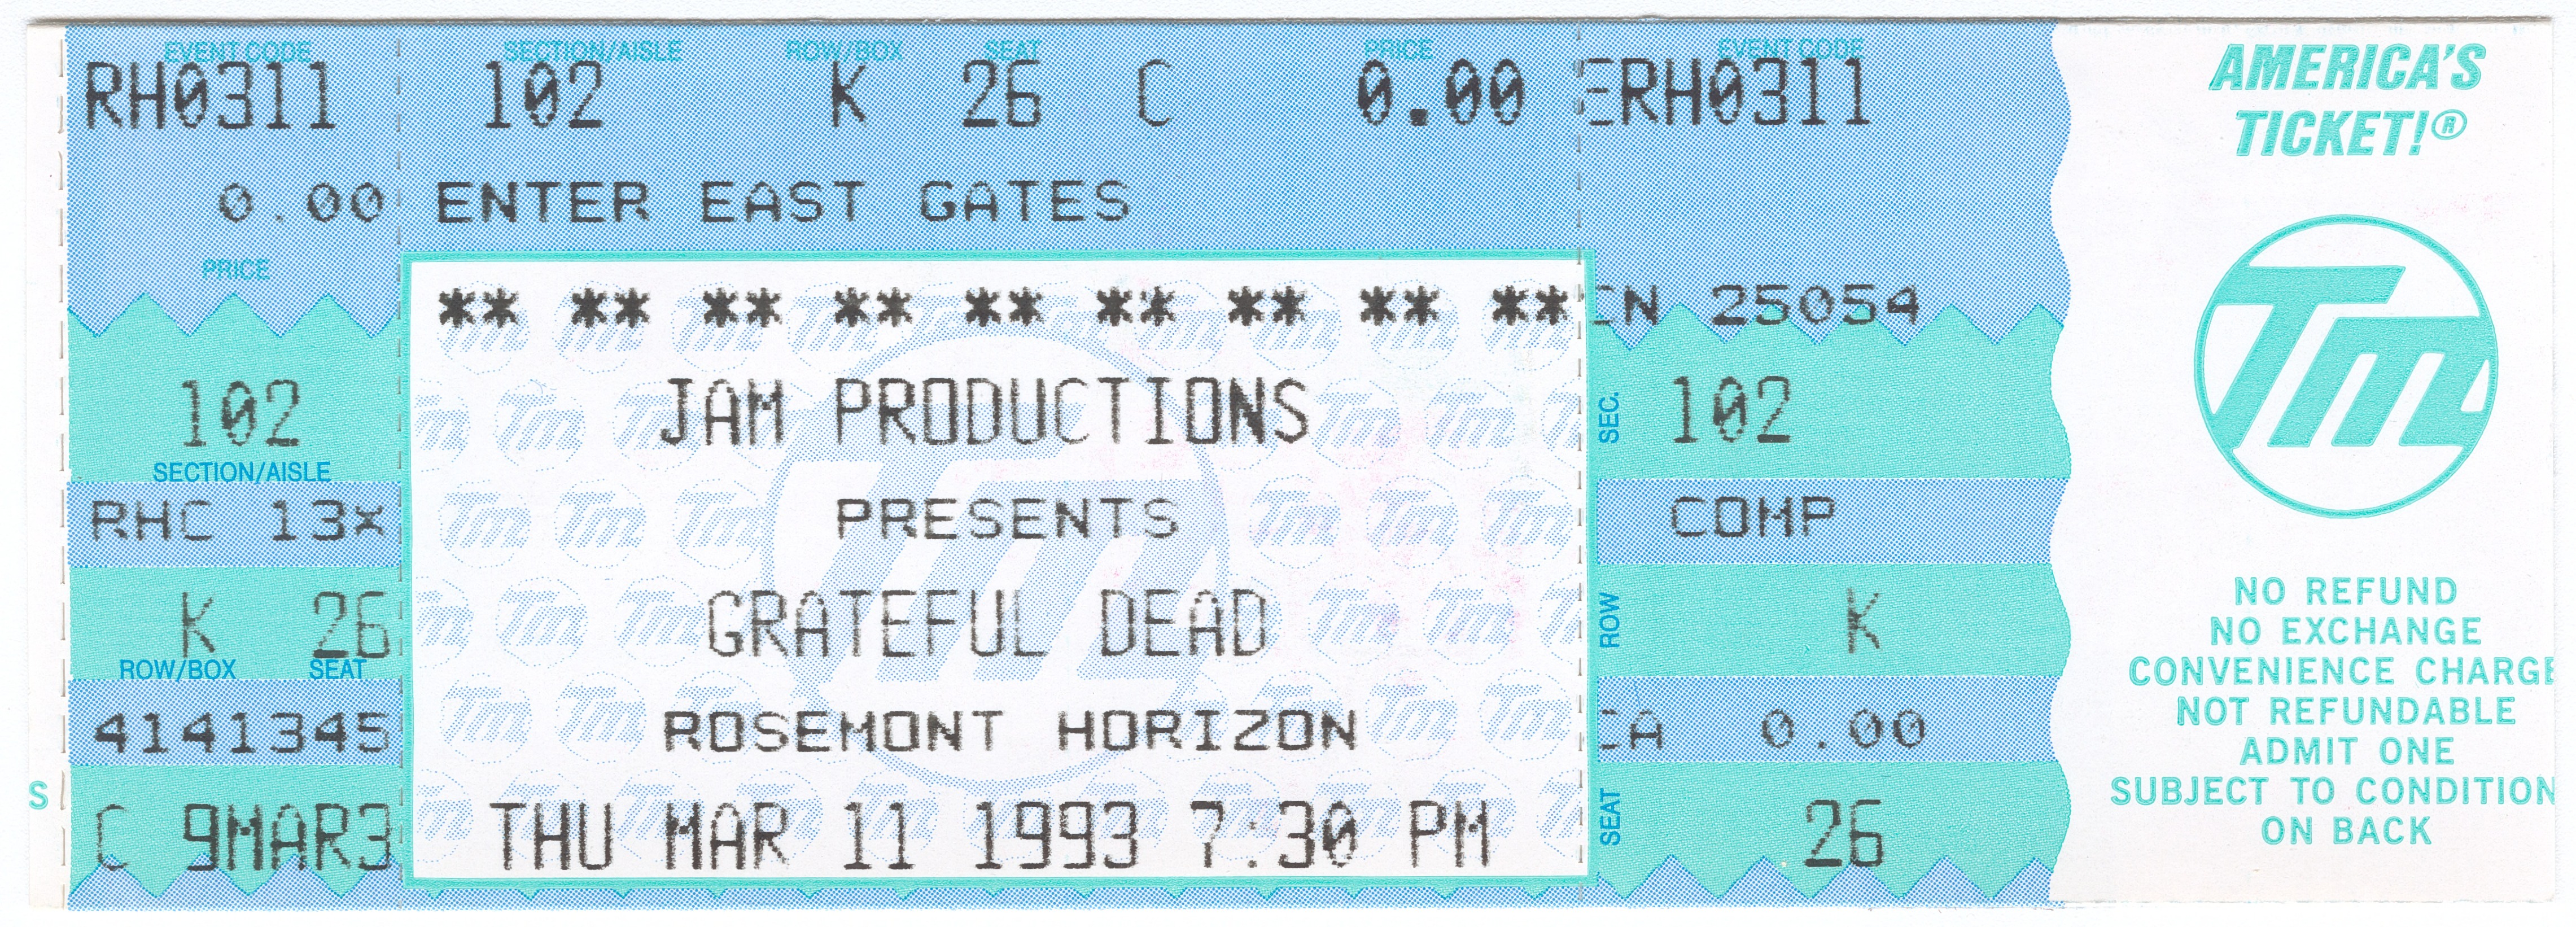 EVENT CODE SECTION/AISLE ROW/BOX SEAT PRICE EVENT CODE
RH0311 102 K 26 C 0.00 ERH0311
0.00 ENTER EAST GATES
PRICE
** ** ** ** ** ** ** ** **
CN 25054
JAM PRODUCTIONS
102
SECTION/AISLE
SEC. 102
RHC 13x
PRESENTS
COMP
K 26
ROW/BOX SEAT
GRATEFUL DEAD
ROW K
4141345
ROSEMONT HORIZON
CA 0.00
C 9MAR3
THU MAR 11 1993 7:30 PM
SEAT 26
S
AMERICA'S
TICKET!®
Tm
NO REFUND
NO EXCHANGE
CONVENIENCE CHARGE
NOT REFUNDABLE
ADMIT ONE
SUBJECT TO CONDITION
ON BACK